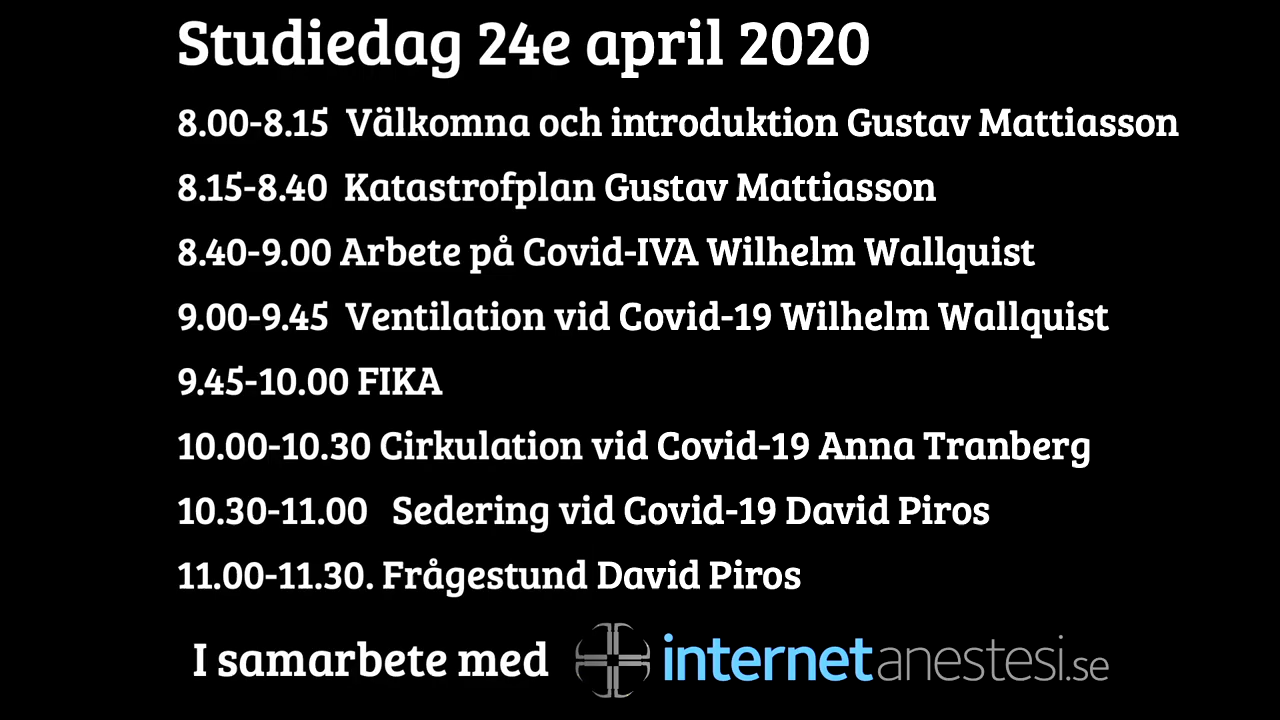 Studiedag 24e april 2020
8.00-8.15 Välkomna och introduktion Gustav Mattiasson
8.15-8.40 Katastrofplan Gustav Mattiasson
8.40-9.00 Arbete på Covid-IVA Wilhelm Wallquist
9.00-9.45 Ventilation vid Covid-19 Wilhelm Wallquist
9.45-10.00 FIKA
10.00-10.30 Cirkulation vid Covid-19 Anna Tranberg
10.30-11.00 Sedering vid Covid-19 David Piros
11.00-11.30. Frågestund David Piros
I samarbete med internetanestesi.se